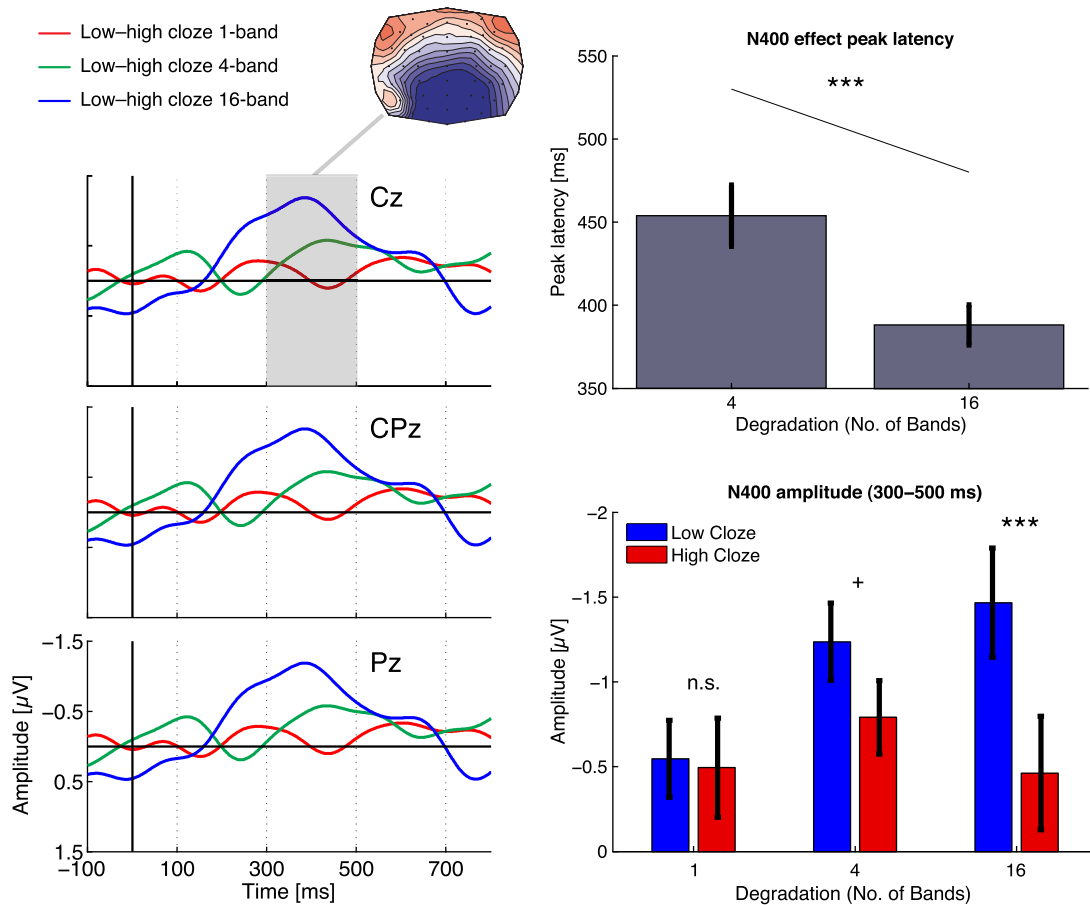 Low–high cloze 1-band
Low–high cloze 4-band
Low–high cloze 16-band
Cz
CPz
Pz
−1.5
−0.5
0.5
1.5
Amplitude [µV]
−100 100 300 500 700
Time [ms]
N400 effect peak latency
***
550
500
450
400
350
Peak latency [ms]
4 16
Degradation (No. of Bands)
N400 amplitude (300–500 ms)
Low Cloze
High Cloze
n.s.
+
***
−2
−1.5
−1
−0.5
0
Amplitude [µV]
1 4 16
Degradation (No. of Bands)